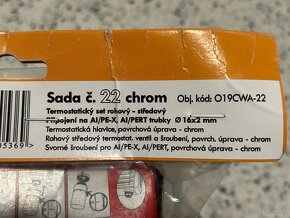 Sada č. 22 chrom
Obj. kód: O19CWA-22
Termostatický set rohový - středový
Připojení na Al/PE-X, Al/PERT trubky Ø 16x2 mm
Termostatická hlavice, povrchová úprava - chrom
Rohový střeďový termostat. ventil a šroubení, povrch. úprava - chrom
Svorné šroubení pro Al/PE-X, Al/PERT, povrchová úprava - chrom
5369